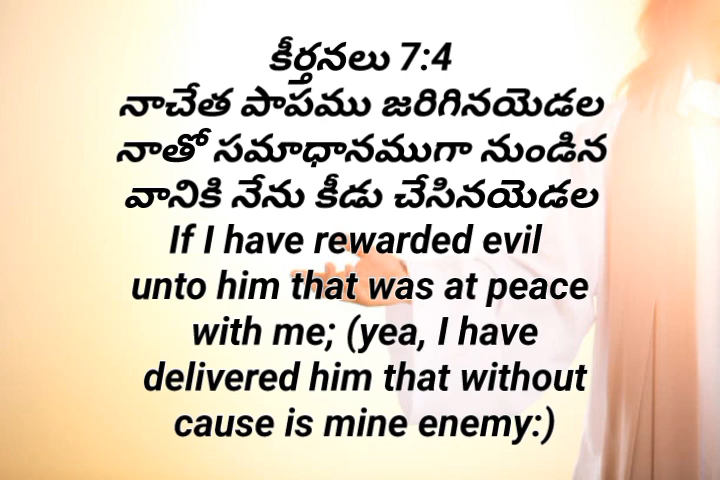 కీర్తనలు 7:4
నాచేత పాపము జరిగినయెడల
నాతో సమాధానముగా నుండిన
వానికి నేను కీడు చేసినయెడల
If I have rewarded evil
unto him that was at peace
with me; (yea, I have
delivered him that without
cause is mine enemy:)